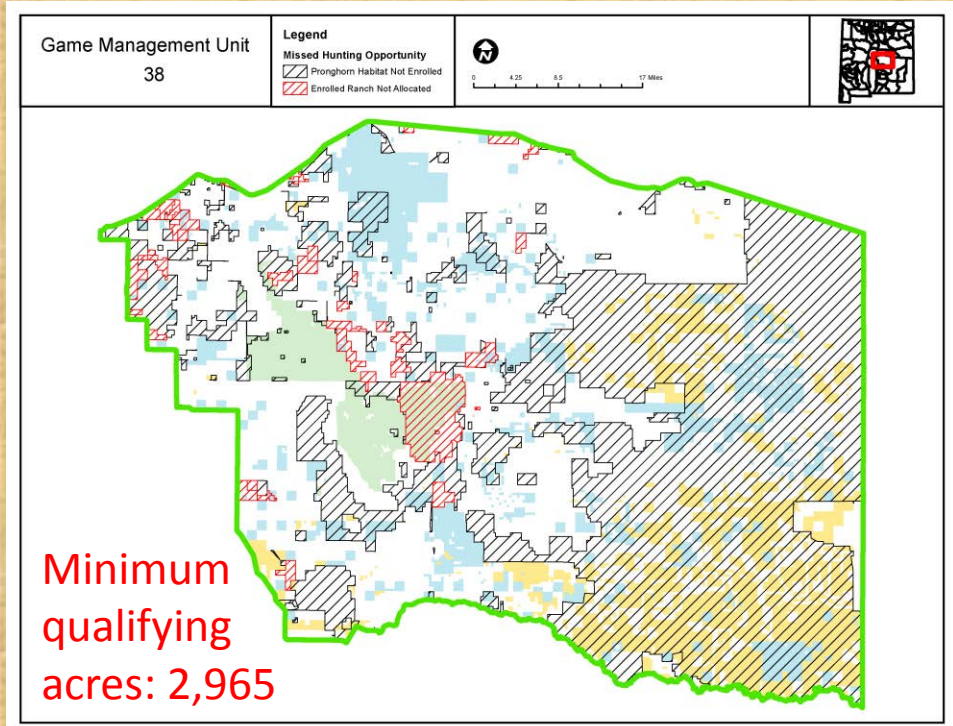 Game Management Unit
38
Legend
Missed Hunting Opportunity
Pronghorn Habitat Not Enrolled
Enrolled Ranch Not Allocated
N
0 4.25 8.5 17 Miles
Minimum
qualifying
acres: 2,965